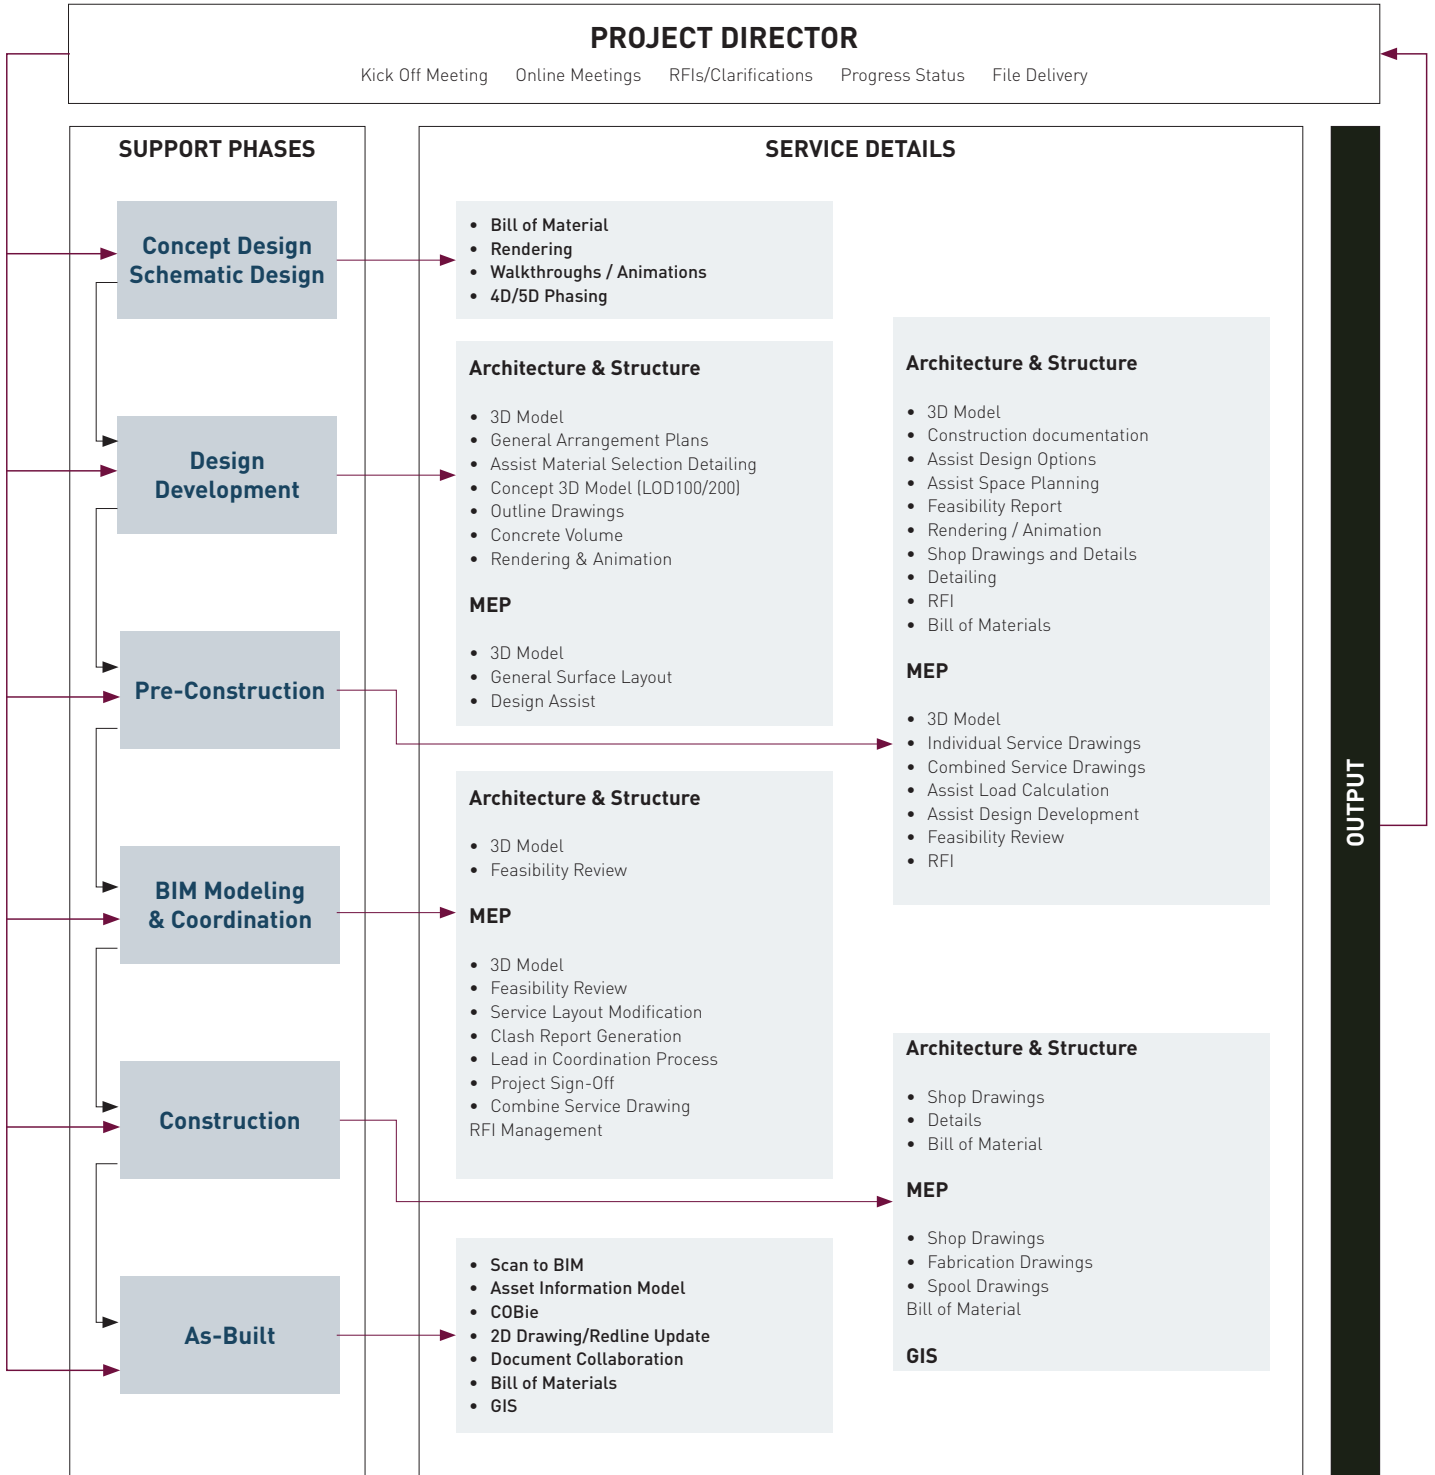 PROJECT DIRECTOR
Kick Off Meeting Online Meetings RFIs/Clarifications Progress Status File Delivery
SUPPORT PHASES
Concept Design
Schematic Design
Design
Development
Pre-Construction
BIM Modeling
& Coordination
Construction
As-Built
SERVICE DETAILS
• Bill of Material
• Rendering
• Walkthroughs / Animations
• 4D/5D Phasing
Architecture & Structure
• 3D Model
• General Arrangement Plans
• Assist Material Selection Detailing
• Concept 3D Model (LOD100/200)
• Outline Drawings
• Concrete Volume
• Rendering & Animation
MEP
• 3D Model
• General Surface Layout
• Design Assist
Architecture & Structure
• 3D Model
• Construction documentation
• Assist Design Options
• Assist Space Planning
• Feasibility Report
• Rendering / Animation
• Shop Drawings and Details
• Detailing
• RFI
• Bill of Materials
MEP
• 3D Model
• Individual Service Drawings
• Combined Service Drawings
• Assist Load Calculation
• Assist Design Development
• Feasibility Review
• RFI
Architecture & Structure
• 3D Model
• Feasibility Review
MEP
• 3D Model
• Feasibility Review
• Service Layout Modification
• Clash Report Generation
• Lead in Coordination Process
• Project Sign-Off
• Combine Service Drawing
RFI Management
Architecture & Structure
• Shop Drawings
• Details
• Bill of Material
MEP
• Shop Drawings
• Fabrication Drawings
• Spool Drawings
Bill of Material
GIS
• Scan to BIM
• Asset Information Model
• COBie
• 2D Drawing/Redline Update
• Document Collaboration
• Bill of Materials
• GIS
OUTPUT